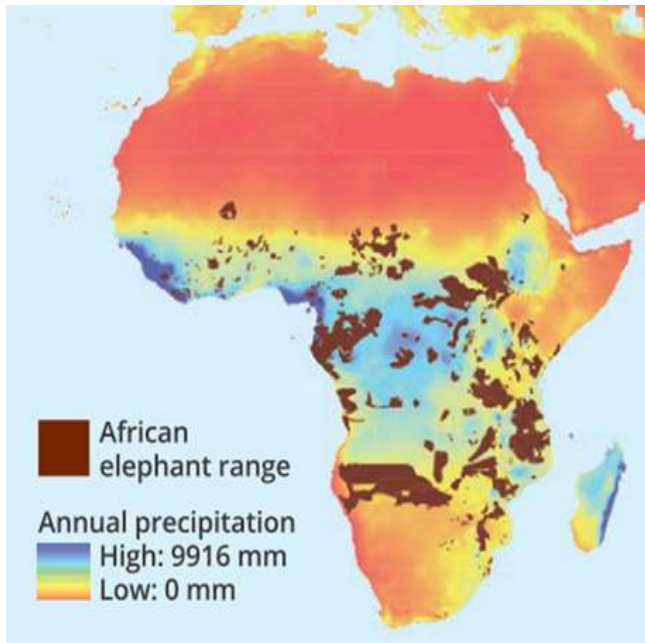 African
elephant range
Annual precipitation
High: 9916 mm
Low: 0 mm